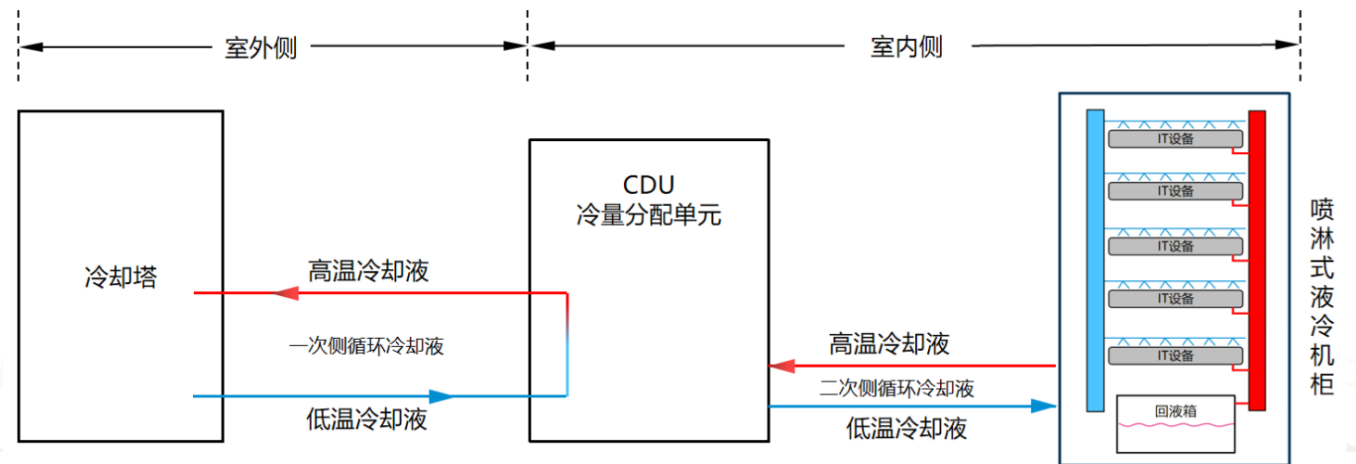 室外侧
室内侧
冷却塔
高温冷却液
一次侧循环冷却液
低温冷却液
CDU
冷量分配单元
高温冷却液
二次侧循环冷却液
低温冷却液
IT设备
IT设备
IT设备
IT设备
IT设备
回液箱
喷淋式液冷机柜